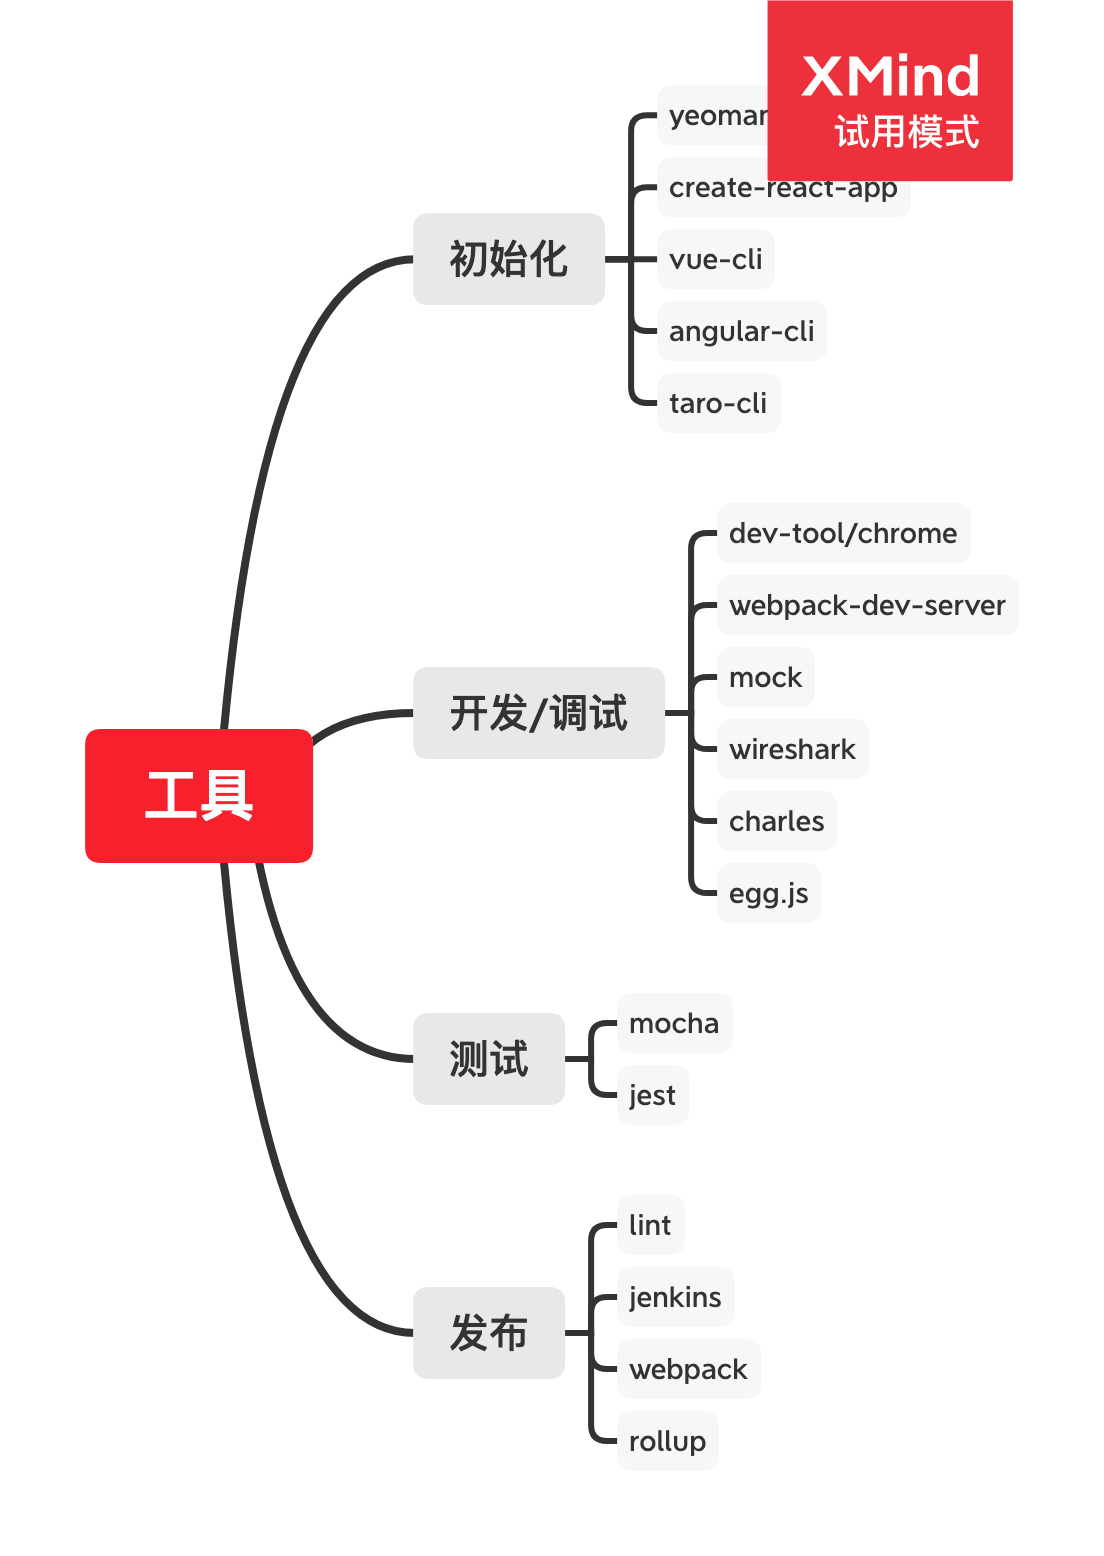 XMind
试用模式
create-react-app
初始化
vue-cli
angular-cli
taro-cli
dev-tool/chrome
webpack-dev-server
mock
开发/调试
wireshark
charles
egg.js
工具
mocha
测试
jest
lint
jenkins
发布
webpack
rollup